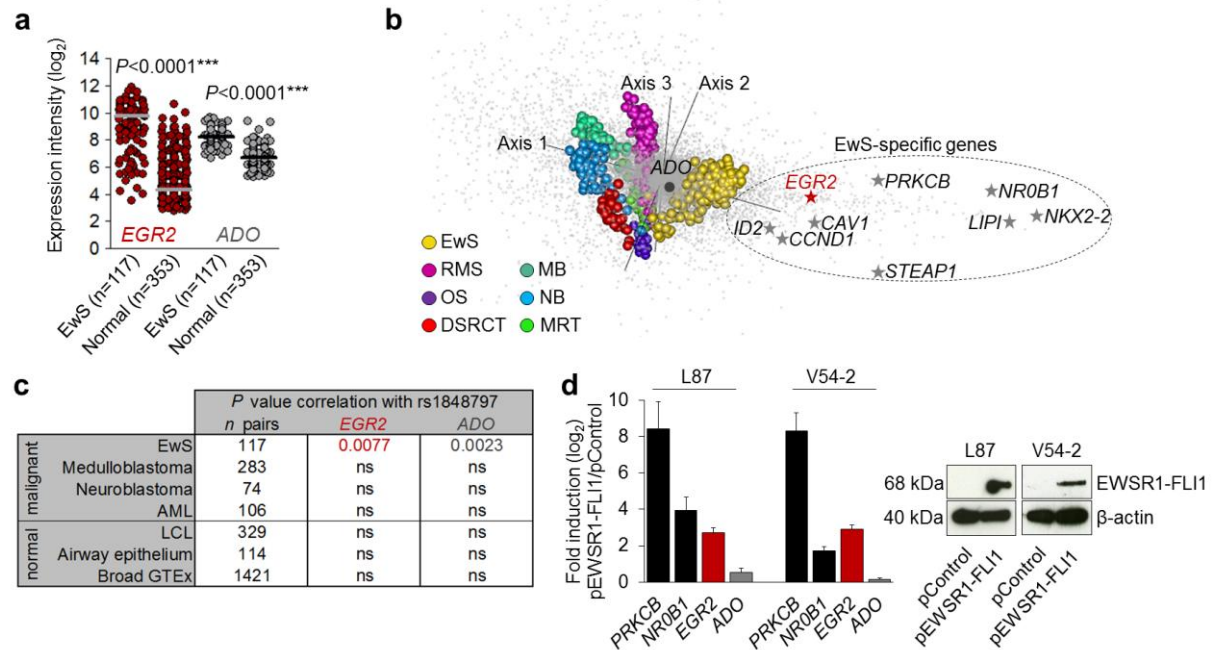 a
Expression intensity (log2)
14
12
10
8
6
4
2
0
P<0.0001***
P<0.0001***
EGR2
ADO
EwS (n=117)
Normal (n=353)
EwS (n=117)
Normal (n=353)
b
Axis 1
Axis 3
Axis 2
ADO
EwS-specific genes
EGR2
PRKCB
NR0B1
ID2
CAV1
CCND1
LIPI
NKX2-2
STEAP1
EwS
RMS
MB
OS
NB
DSRCT
MRT
c
P value correlation with rs1848797
n pairs EGR2 ADO
malignant
EwS 117 0.0077 0.0023
Medulloblastoma 283 ns ns
Neuroblastoma 74 ns ns
AML 106 ns ns
normal
LCL 329 ns ns
Airway epithelium 114 ns ns
Broad GTEx 1421 ns ns
d
Fold induction (log2)
pEWSR1-FLI1/pControl
10
8
6
4
2
0
L87
V54-2
PRKCB
NR0B1
EGR2
ADO
PRKCB
NR0B1
EGR2
ADO
L87
V54-2
68 kDa
EWSR1-FLI1
40 kDa
β-actin
pControl
pEWSR1-FLI1
pControl
pEWSR1-FLI1